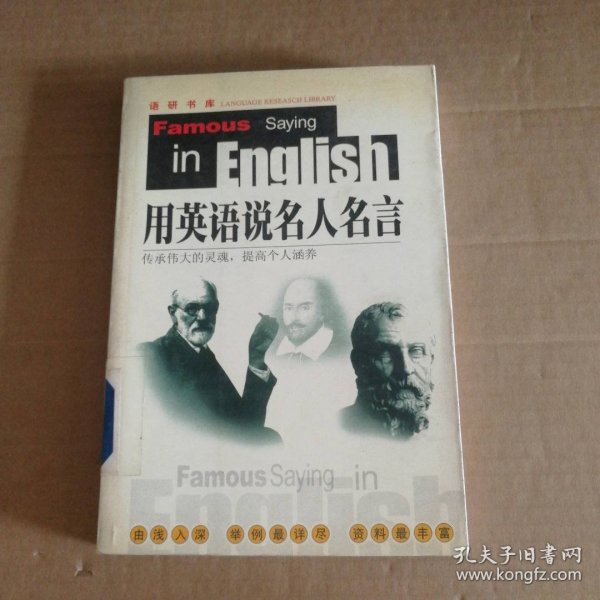 语研书库 LANGUAGE RESEASCH LIBRARY
Famous Saying
in English
用英语说名人名言
传承伟大的灵魂，提高个人涵养
Famous Saying in
English
由浅入深 举例最详尽 资料最丰富
孔夫子旧书网
www.kongfz.com